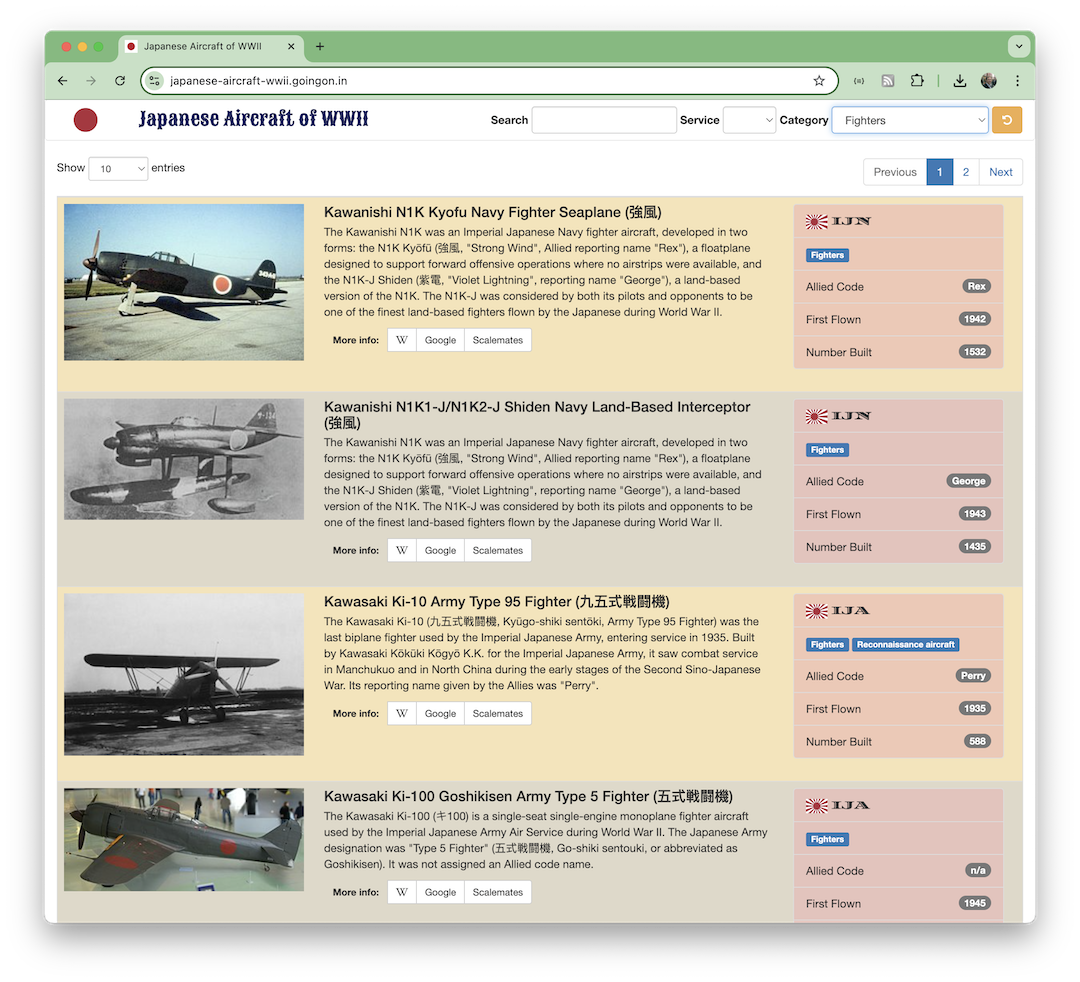 Japanese Aircraft of WWII
japanese-aircraft-wwii.goingon.in
Japanese Aircraft of WWII
Search Service Category Fighters
Show 10 entries
Previous 1 2 Next
Kawanishi N1K Kyofu Navy Fighter Seaplane (強風)
The Kawanishi N1K was an Imperial Japanese Navy fighter aircraft, developed in two
forms: the N1K Kyōfū (強風, "Strong Wind", Allied reporting name "Rex"), a floatplane
designed to support forward offensive operations where no airstrips were available, and
the N1K-J Shiden (紫電, "Violet Lightning", reporting name "George"), a land-based
version of the N1K. The N1K-J was considered by both its pilots and opponents to be
one of the finest land-based fighters flown by the Japanese during World War II.
More info: W Google Scalemates
IJN
Fighters
Allied Code Rex
First Flown 1942
Number Built 1532
Kawanishi N1K1-J/N1K2-J Shiden Navy Land-Based Interceptor
(強風)
The Kawanishi N1K was an Imperial Japanese Navy fighter aircraft, developed in two
forms: the N1K Kyōfū (強風, "Strong Wind", Allied reporting name "Rex"), a floatplane
designed to support forward offensive operations where no airstrips were available, and
the N1K-J Shiden (紫電, "Violet Lightning", reporting name "George"), a land-based
version of the N1K. The N1K-J was considered by both its pilots and opponents to be
one of the finest land-based fighters flown by the Japanese during World War II.
More info: W Google Scalemates
IJN
Fighters
Allied Code George
First Flown 1943
Number Built 1435
Kawasaki Ki-10 Army Type 95 Fighter (九五式戦闘機)
The Kawasaki Ki-10 (九五式戦闘機, Kyūgo-shiki sentōki, Army Type 95 Fighter) was the
last biplane fighter used by the Imperial Japanese Army, entering service in 1935. Built
by Kawasaki Kōkūki Kōgyō K.K. for the Imperial Japanese Army, it saw combat service
in Manchukuo and in North China during the early stages of the Second Sino-Japanese
War. Its reporting name given by the Allies was "Perry".
More info: W Google Scalemates
IJA
Fighters Reconnaissance aircraft
Allied Code Perry
First Flown 1935
Number Built 588
Kawasaki Ki-100 Goshikisen Army Type 5 Fighter (五式戦闘機)
The Kawasaki Ki-100 (キ100) is a single-seat single-engine monoplane fighter aircraft
used by the Imperial Japanese Army Air Service during World War II. The Japanese Army
designation was "Type 5 Fighter" (五式戦闘機, Go-shiki sentouki, or abbreviated as
Goshikisen). It was not assigned an Allied code name.
More info: W Google Scalemates
IJA
Fighters
Allied Code n/a
First Flown 1945